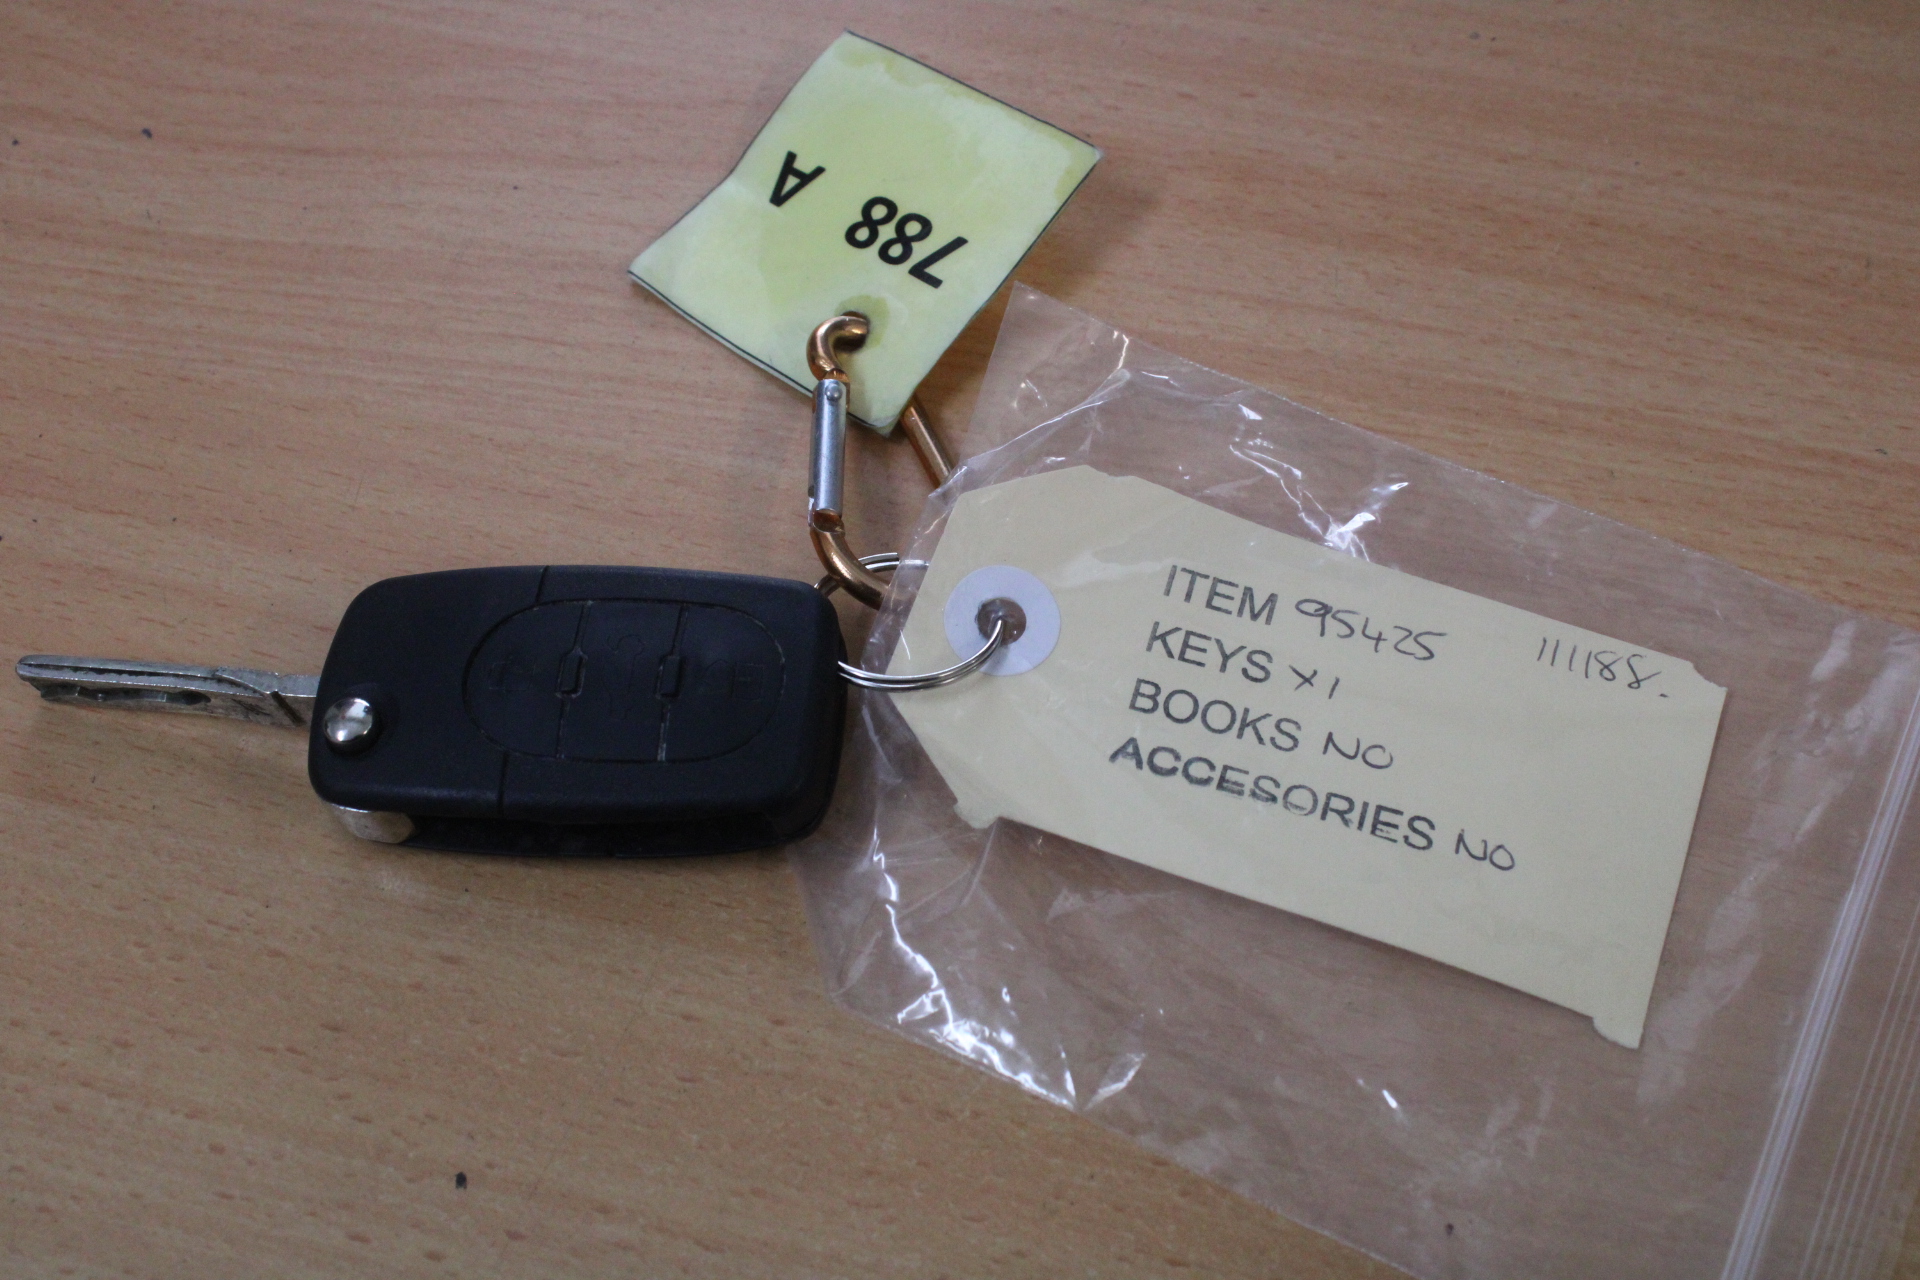 788 A
ITEM 95425 111188.
KEYS X1
BOOKS NO
ACCESORIES NO